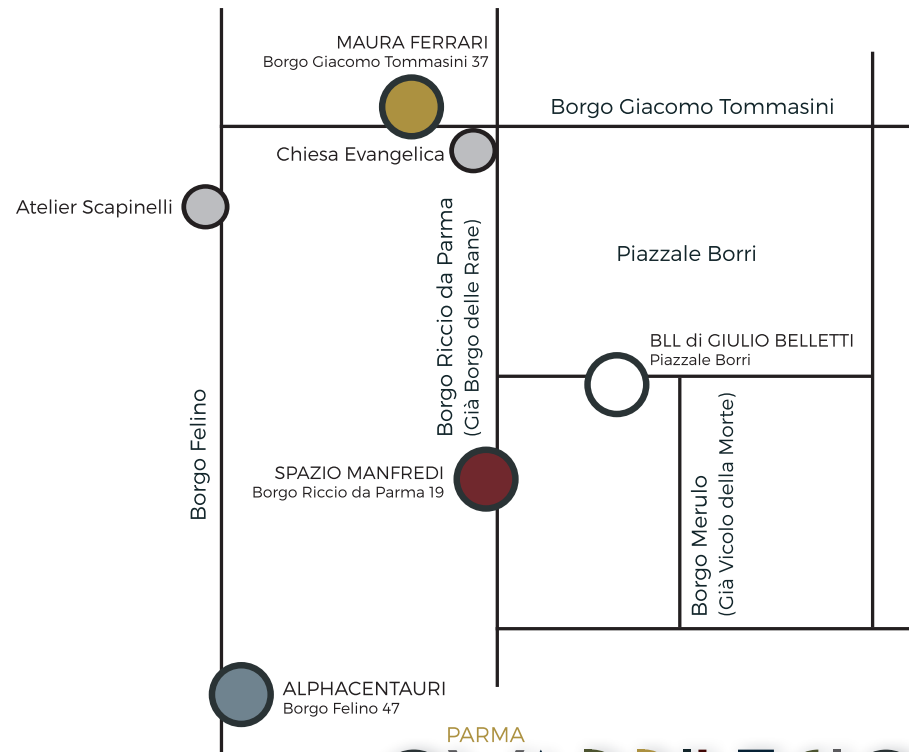 MAURA FERRARI
Borgo Giacomo Tommasini 37
Borgo Giacomo Tommasini
Chiesa Evangelica
Atelier Scapinelli
Borgo Riccio da Parma
(Già Borgo delle Rane)
Piazzale Borri
BLL di GIULIO BELLETTI
Piazzale Borri
Borgo Felino
SPAZIO MANFREDI
Borgo Riccio da Parma 19
Borgo Merulo
(Già Vicolo della Morte)
ALPHACENTAURI
Borgo Felino 47
PARMA